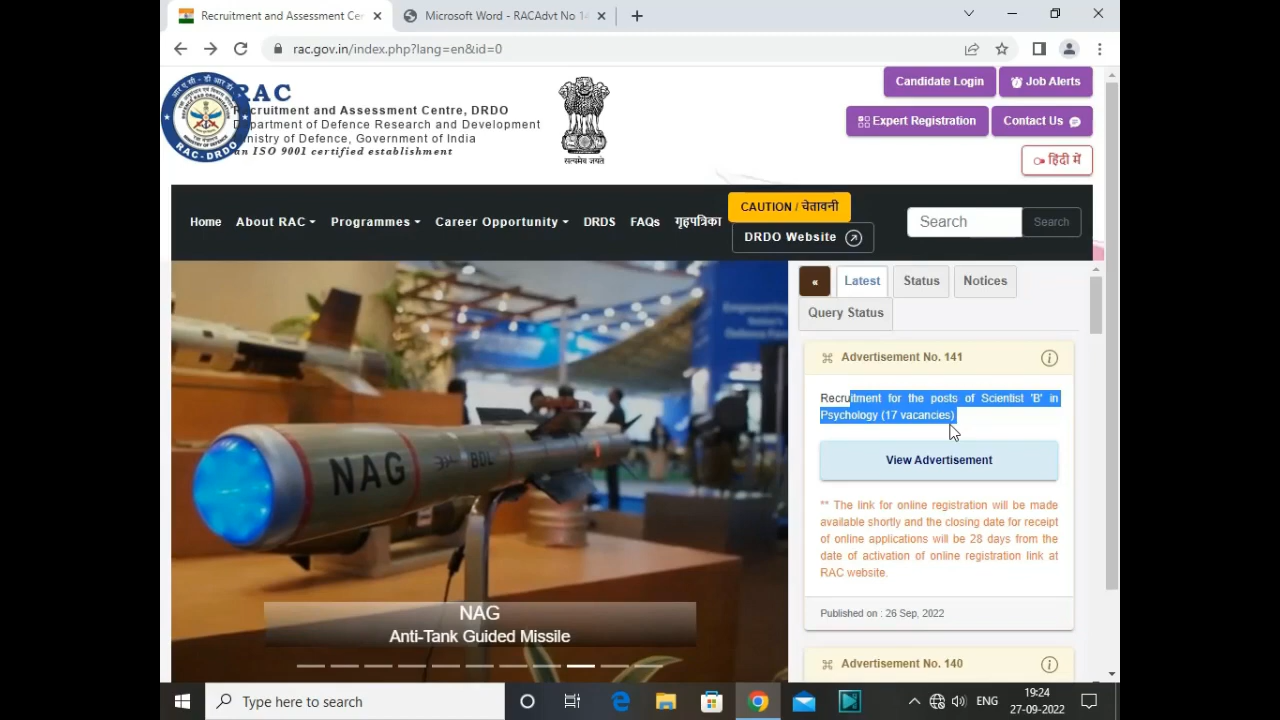 Recruitment and Assessment Cer
Microsoft Word - RACAdvt No 14
rac.gov.in/index.php?lang=en&id=0
RAC
Recruitment and Assessment Centre, DRDO
Department of Defence Research and Development
Ministry of Defence, Government of India
an ISO 9001 certified establishment
RAC-DRDO
सत्यमेव जयते
Candidate Login
Job Alerts
Expert Registration
Contact Us
हिंदी में
Home
About RAC
Programmes
Career Opportunity
DRDS
FAQs
गृहपत्रिका
CAUTION / चेतावनी
DRDO Website
Search
Search
«
Latest
Status
Notices
Query Status
Advertisement No. 141
Recruitment for the posts of Scientist 'B' in
Psychology (17 vacancies)
View Advertisement
** The link for online registration will be made
available shortly and the closing date for receipt
of online applications will be 28 days from the
date of activation of online registration link at
RAC website.
Published on : 26 Sep, 2022
Advertisement No. 140
NAG
BDL
NAG
Anti-Tank Guided Missile
Type here to search
ENG
19:24
27-09-2022